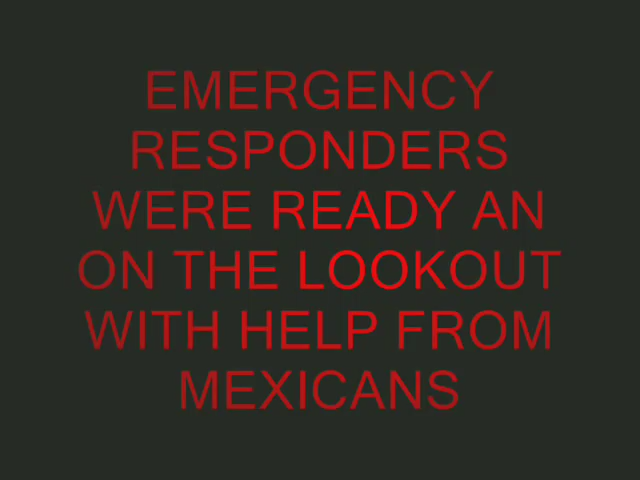 EMERGENCY
RESPONDERS
WERE READY AN
ON THE LOOKOUT
WITH HELP FROM
MEXICANS